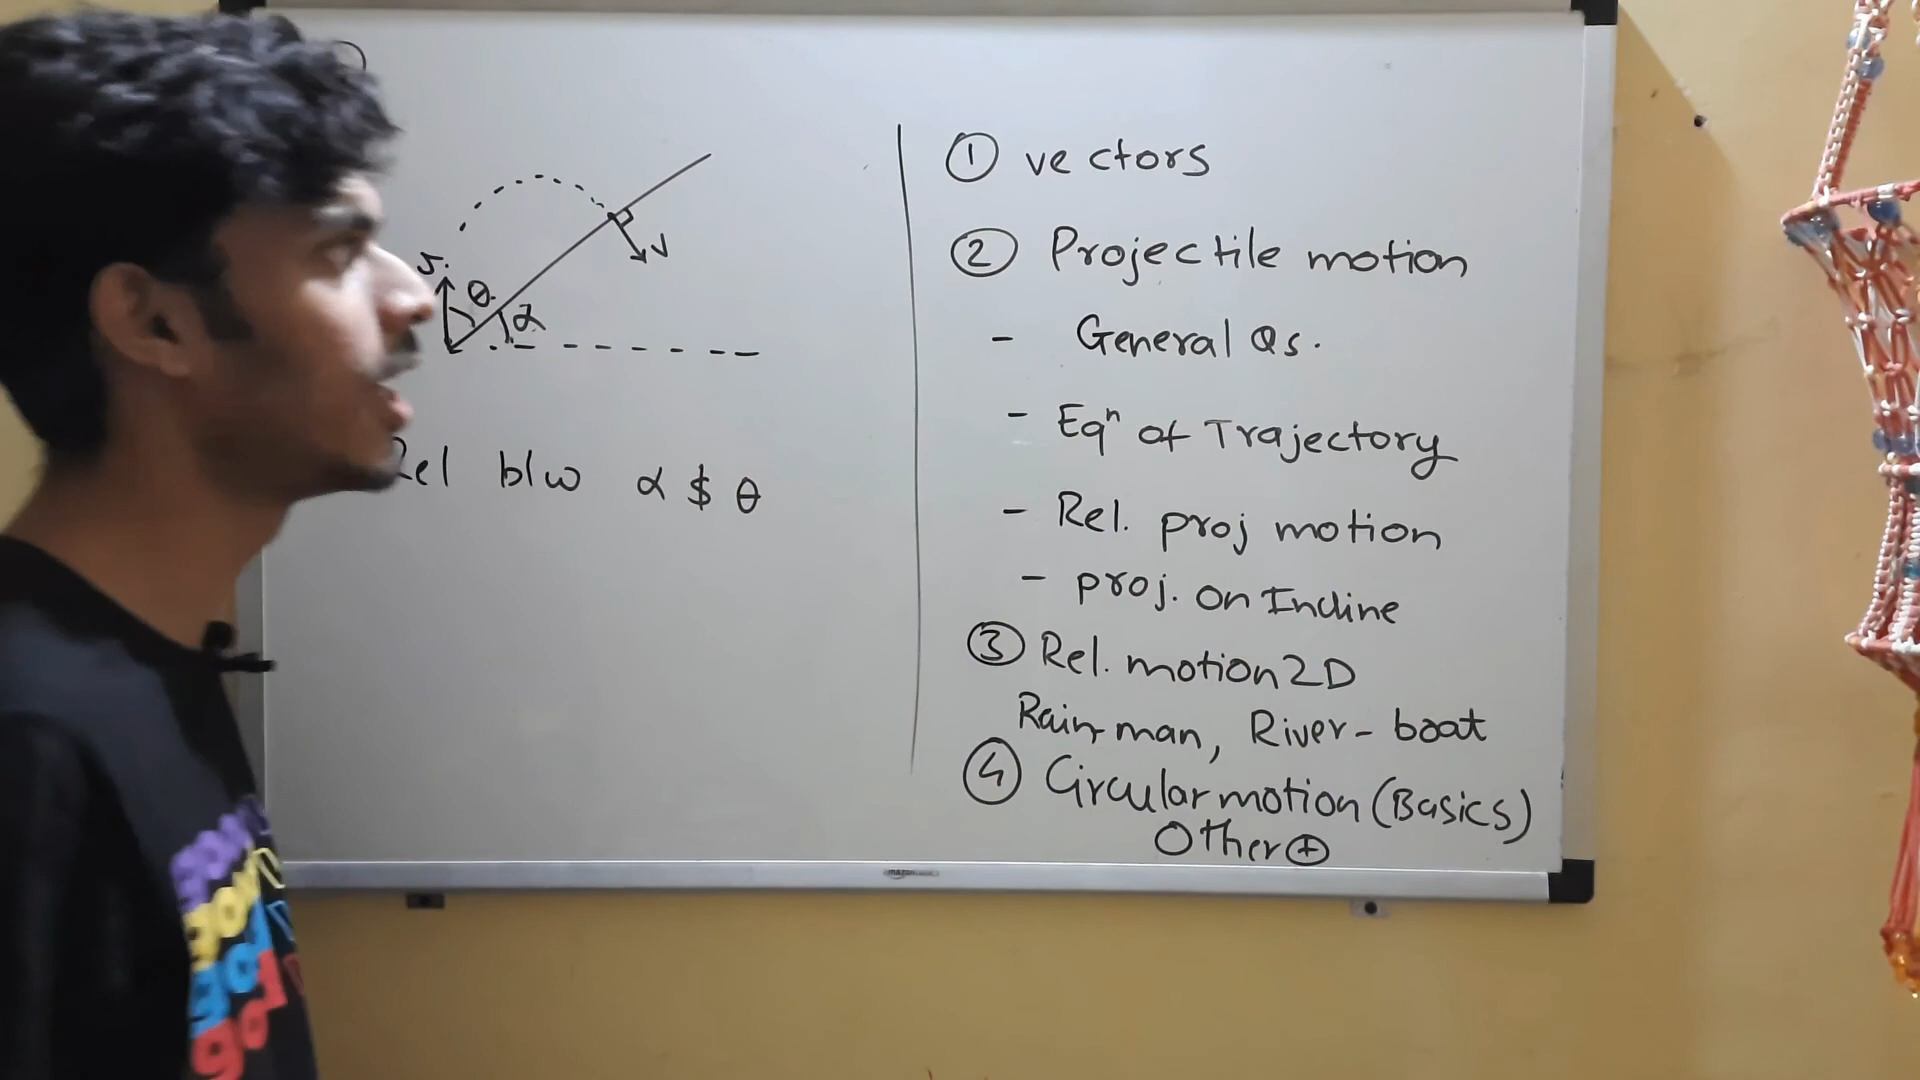 θ
α
V
Rel b/w α $ θ
① vectors
② Projectile motion
- General Qs.
- Eqⁿ of Trajectory
- Rel. proj motion
- proj. on Incline
③ Rel. motion 2D
Rain-man, River-boat
④ Circular motion (Basics)
Other ⊕